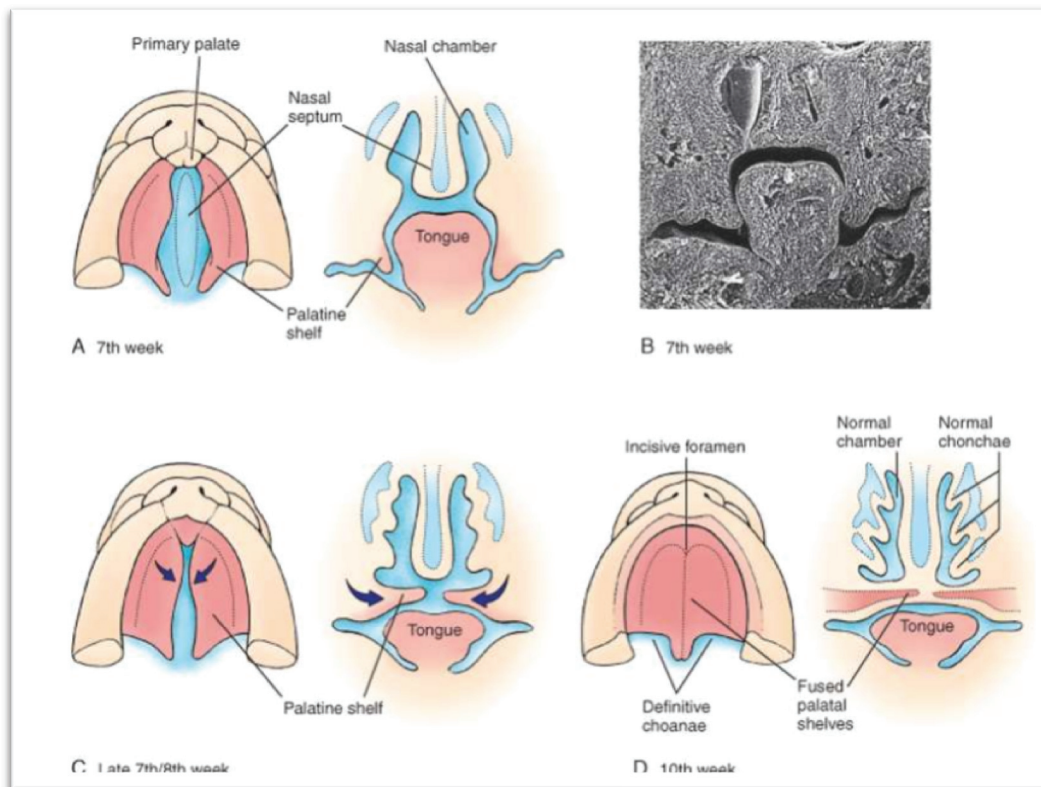 Primary palate
Nasal chamber
Nasal
septum
Tongue
Palatine
shelf
A 7th week
B 7th week
Incisive foramen
Normal
chamber
Normal
chonchae
Tongue
Tongue
Palatine shelf
Definitive
choanae
Fused
palatal
shelves
C Late 7th/8th week
D 10th week